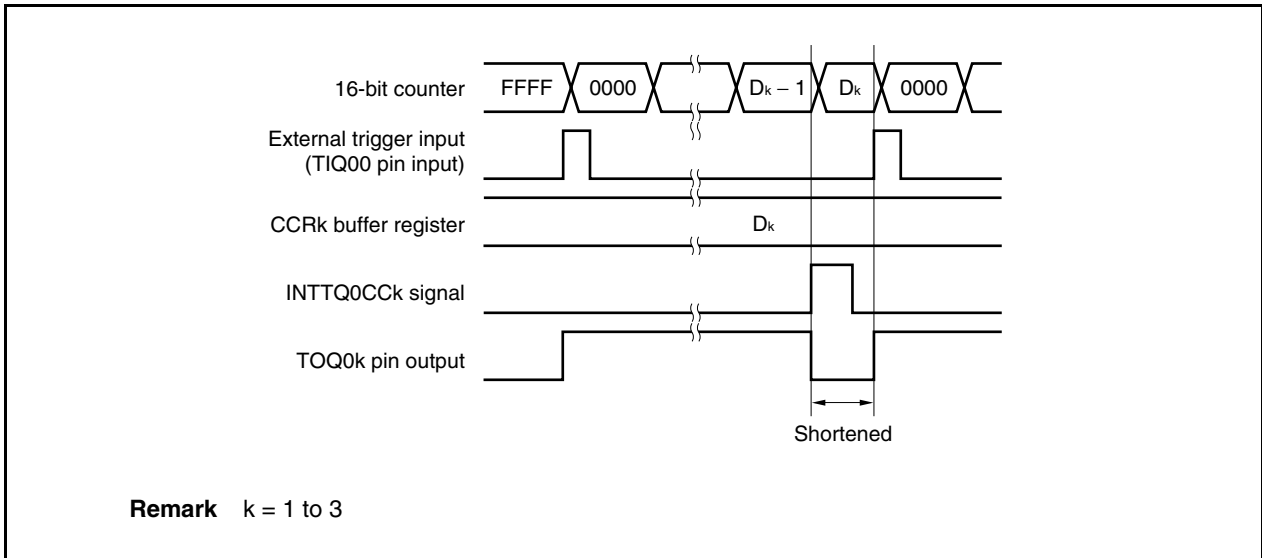 16-bit counter
FFFF 0000 Dk − 1 Dk 0000
External trigger input
(TIQ00 pin input)
CCRk buffer register
Dk
INTTQ0CCk signal
TOQ0k pin output
Shortened
Remark k = 1 to 3